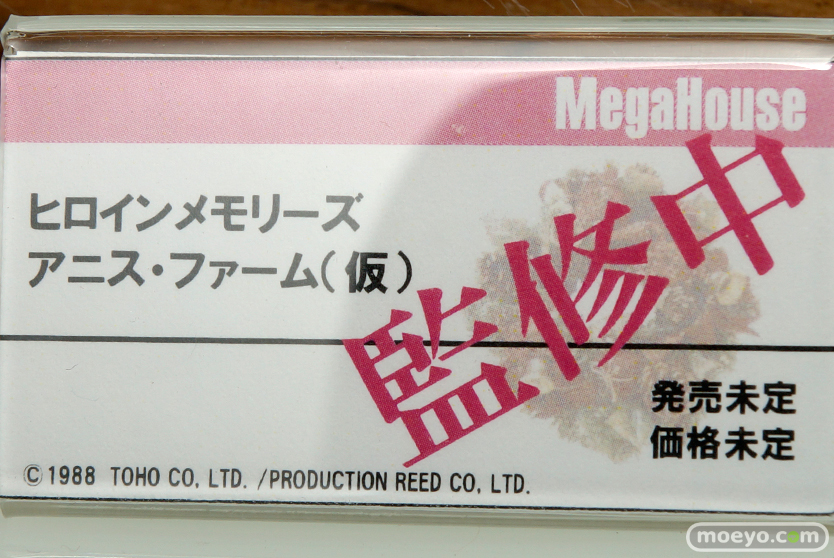 MegaHouse
ヒロインメモリーズ
アニス・ファーム(仮)
監修中
発売未定
価格未定
©1988 TOHO CO, LTD. /PRODUCTION REED CO, LTD.
moeyo.com